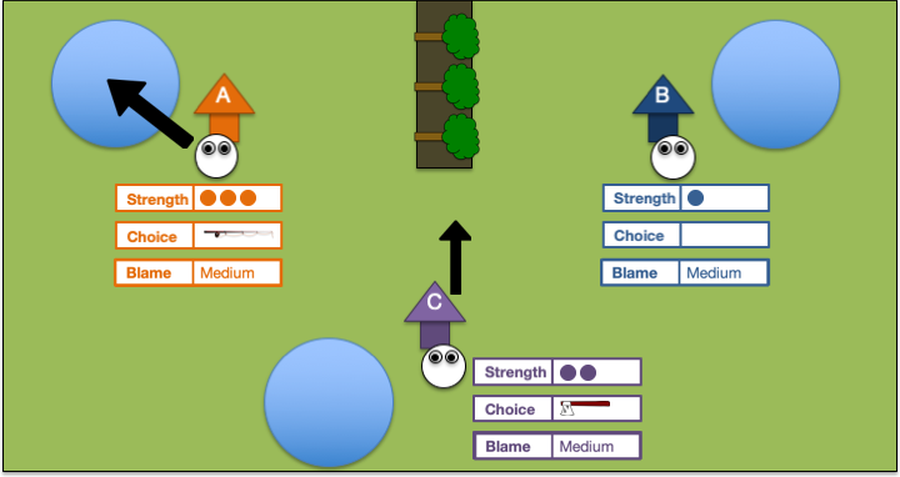 A
B
Strength
Choice
Blame Medium
Strength
Choice
Blame Medium
C
Strength
Choice
Blame Medium